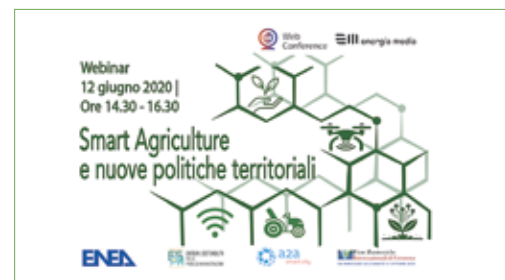 Web
Conference
energia media
Webinar
12 giugno 2020 |
Ore 14.30 - 16.30
Smart Agriculture
e nuove politiche territoriali
ENEA
ES
a2a